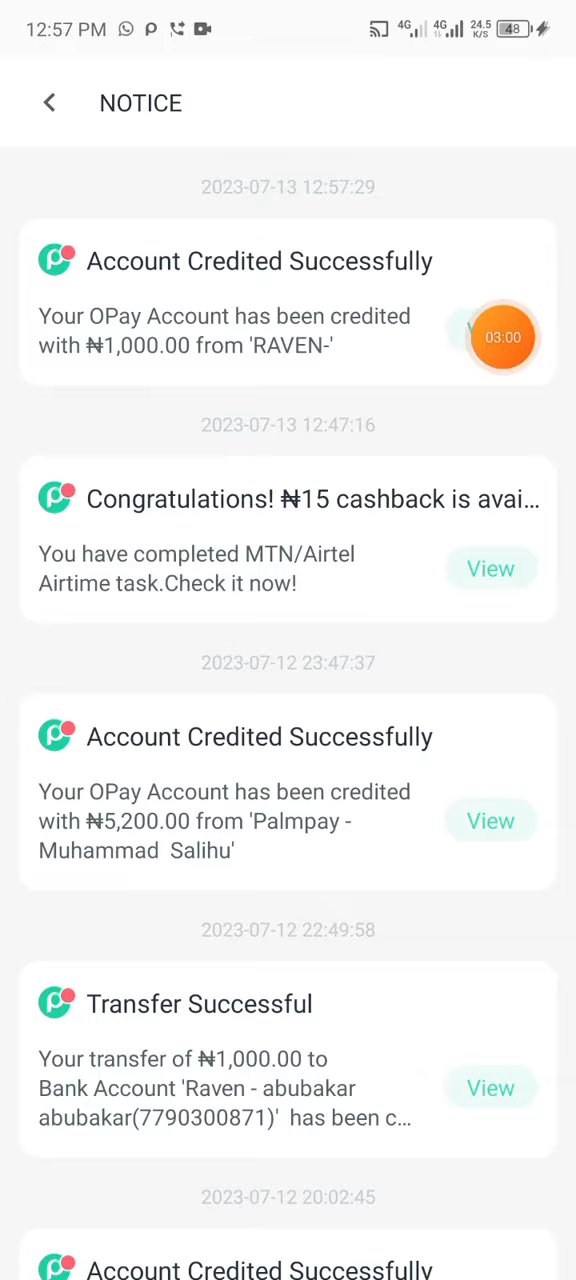 12:57 PM 4G 4G 24.5 K/S 48
NOTICE
2023-07-13 12:57:29
Account Credited Successfully
Your OPay Account has been credited
with ₦1,000.00 from 'RAVEN-'
03:00
2023-07-13 12:47:16
Congratulations! ₦15 cashback is avai...
You have completed MTN/Airtel
Airtime task.Check it now!
View
2023-07-12 23:47:37
Account Credited Successfully
Your OPay Account has been credited
with ₦5,200.00 from 'Palmpay -
Muhammad  Salihu'
View
2023-07-12 22:49:58
Transfer Successful
Your transfer of ₦1,000.00 to
Bank Account 'Raven - abubakar
abubakar(7790300871)'  has been c...
View
2023-07-12 20:02:45
Account Credited Successfully